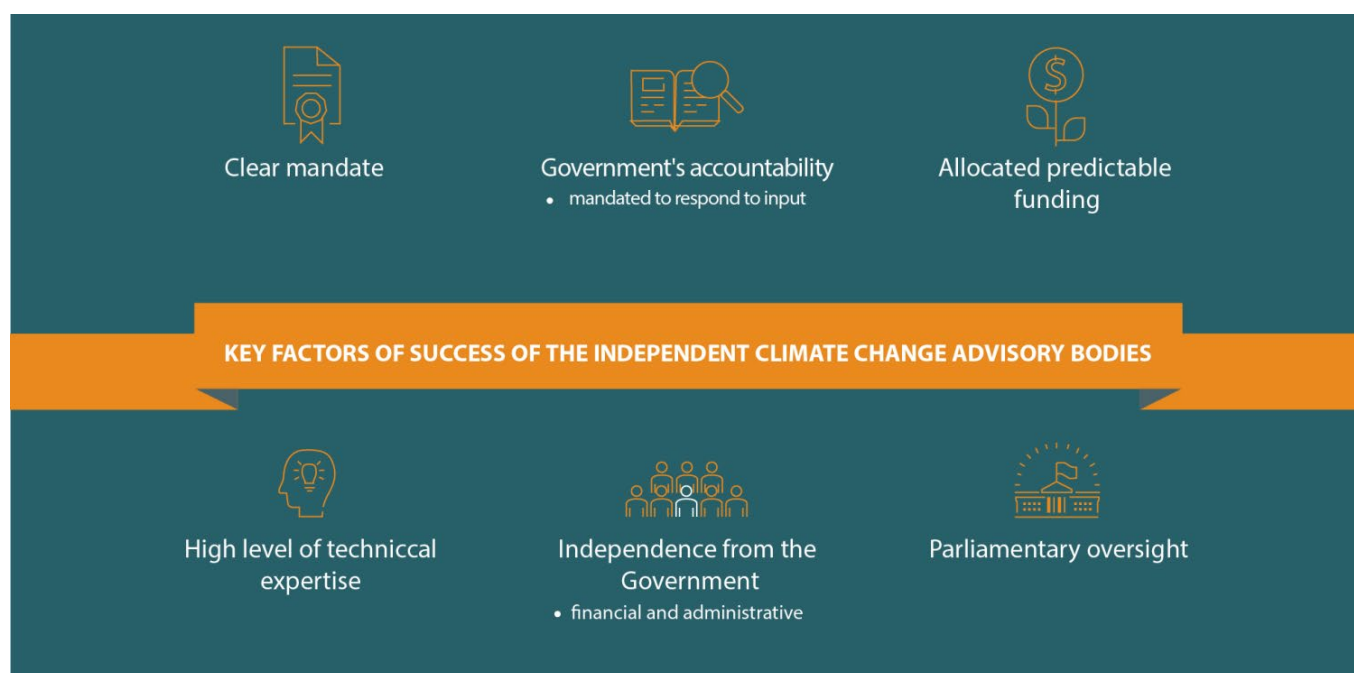 Clear mandate
Government's accountability
• mandated to respond to input
Allocated predictable
funding
KEY FACTORS OF SUCCESS OF THE INDEPENDENT CLIMATE CHANGE ADVISORY BODIES
High level of techniccal
expertise
Independence from the
Government
• financial and administrative
Parliamentary oversight